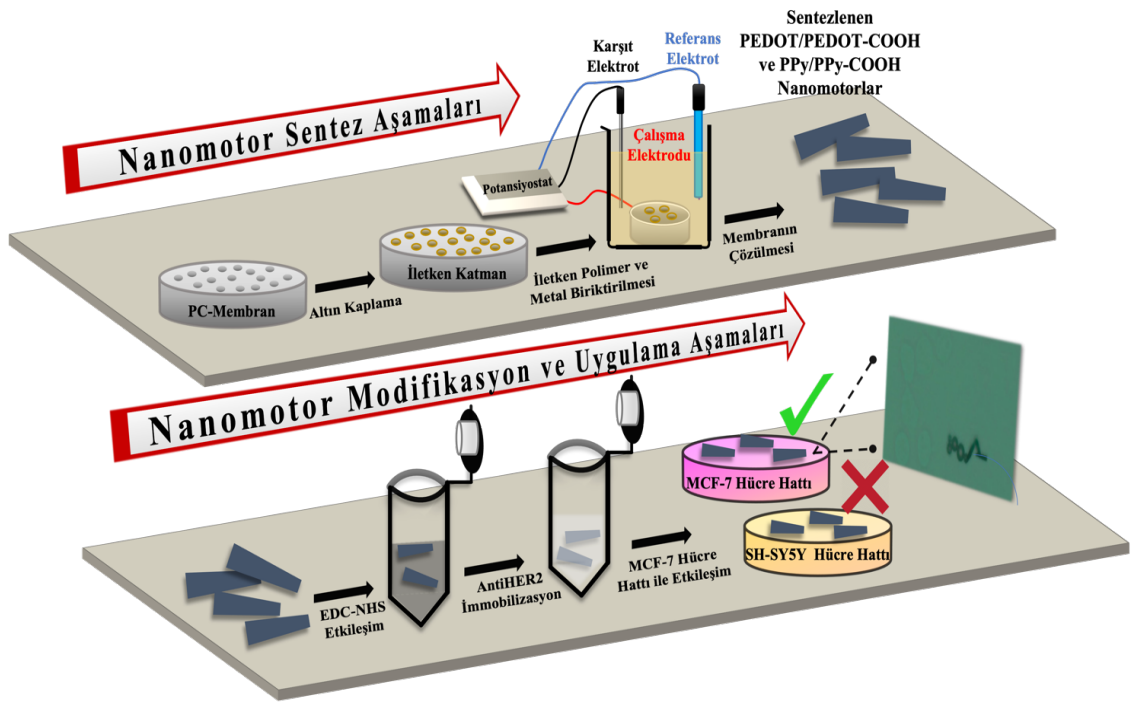 Nanomotor Sentez Aşamaları
Karşıt
Elektrot
Referans
Elektrot
Sentezlenen
PEDOT/PEDOT-COOH
ve PPy/PPy-COOH
Nanomotorlar
Potansiyostat
Çalışma
Elektrodu
PC-Membran
Altın Kaplama
İletken Katman
İletken Polimer ve
Metal Biriktirilmesi
Membranın
Çözülmesi
Nanomotor Modifikasyon ve Uygulama Aşamaları
EDC-NHS
Etkileşim
AntiHER2
İmmobilizasyon
MCF-7 Hücre
Hattı ile Etkileşim
MCF-7 Hücre Hattı
SH-SY5Y Hücre Hattı